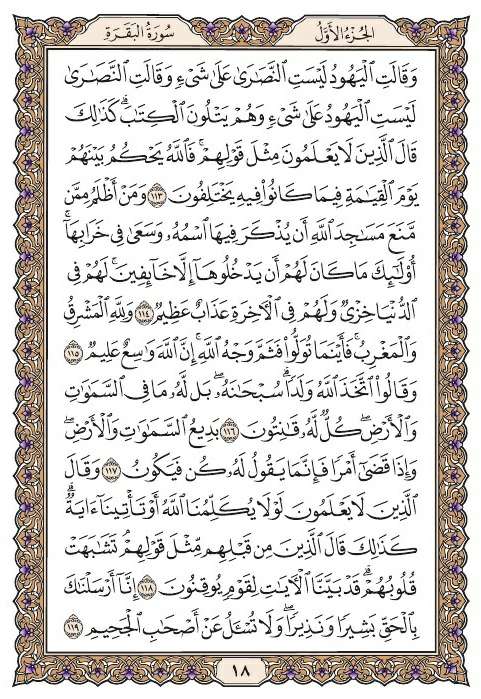 الجُزْءُ الأَوَّلُ
سُورَةُ البَقَرَةِ
وَقَالَتِ ٱلۡيَهُودُ لَيۡسَتِ ٱلنَّصَٰرَىٰ عَلَىٰ شَيۡءٖ وَقَالَتِ ٱلنَّصَٰرَىٰ
لَيۡسَتِ ٱلۡيَهُودُ عَلَىٰ شَيۡءٖ وَهُمۡ يَتۡلُونَ ٱلۡكِتَٰبَۗ كَذَٰلِكَ
قَالَ ٱلَّذِينَ لَا يَعۡلَمُونَ مِثۡلَ قَوۡلِهِمۡۚ فَٱللَّهُ يَحۡكُمُ بَيۡنَهُمۡ
يَوۡمَ ٱلۡقِيَٰمَةِ فِيمَا كَانُواْ فِيهِ يَخۡتَلِفُونَ ١١٣ وَمَنۡ أَظۡلَمُ مِمَّن
مَّنَعَ مَسَٰجِدَ ٱللَّهِ أَن يُذۡكَرَ فِيهَا ٱسۡمُهُۥ وَسَعَىٰ فِي خَرَابِهَآۚ
أُوْلَٰٓئِكَ مَا كَانَ لَهُمۡ أَن يَدۡخُلُوهَآ إِلَّا خَآئِفِينَۚ لَهُمۡ فِي
ٱلدُّنۡيَا خِزۡيٞ وَلَهُمۡ فِي ٱلۡأٓخِرَةِ عَذَابٌ عَظِيمٞ ١١٤ وَلِلَّهِ ٱلۡمَشۡرِقُ
وَٱلۡمَغۡرِبُۚ فَأَيۡنَمَا تُوَلُّواْ فَثَمَّ وَجۡهُ ٱللَّهِۚ إِنَّ ٱللَّهَ وَٰسِعٌ عَلِيمٞ ١١٥
وَقَالُواْ ٱتَّخَذَ ٱللَّهُ وَلَدٗاۗ سُبۡحَٰنَهُۥۖ بَل لَّهُۥ مَا فِي ٱلسَّمَٰوَٰتِ
وَٱلۡأَرۡضِۖ كُلّٞ لَّهُۥ قَٰنِتُونَ ١١٦ بَدِيعُ ٱلسَّمَٰوَٰتِ وَٱلۡأَرۡضِۖ
وَإِذَا قَضَىٰٓ أَمۡرٗا فَإِنَّمَا يَقُولُ لَهُۥ كُن فَيَكُونُ ١١٧ وَقَالَ
ٱلَّذِينَ لَا يَعۡلَمُونَ لَوۡلَا يُكَلِّمُنَا ٱللَّهُ أَوۡ تَأۡتِينَآ ءَايَةٞۗ
كَذَٰلِكَ قَالَ ٱلَّذِينَ مِن قَبۡلِهِم مِّثۡلَ قَوۡلِهِمۡۘ تَشَٰبَهَتۡ
قُلُوبُهُمۡۗ قَدۡ بَيَّنَّا ٱلۡأٓيَٰتِ لِقَوۡمٖ يُوقِنُونَ ١١٨ إِنَّآ أَرۡسَلۡنَٰكَ
بِٱلۡحَقِّ بَشِيرٗا وَنَذِيرٗاۖ وَلَا تُسۡـَٔلُ عَنۡ أَصۡحَٰبِ ٱلۡجَحِيمِ ١١٩
١٨